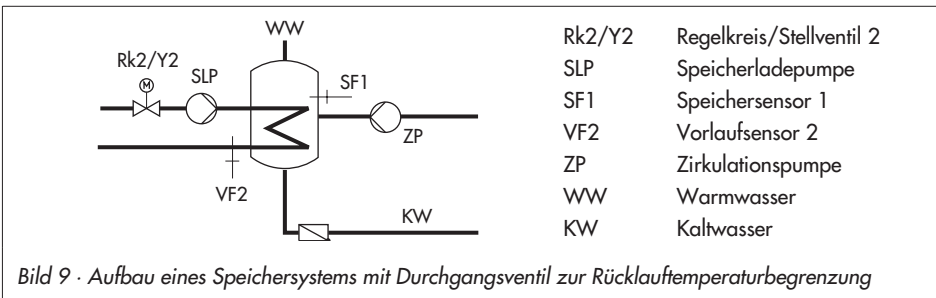 WW
Rk2/Y2
SLP
SF1
M
ZP
VF2
KW
Rk2/Y2 Regelkreis/Stellventil 2
SLP Speicherladepumpe
SF1 Speichersensor 1
VF2 Vorlaufsensor 2
ZP Zirkulationspumpe
WW Warmwasser
KW Kaltwasser
Bild 9 · Aufbau eines Speichersystems mit Durchgangsventil zur Rücklauftemperaturbegrenzung